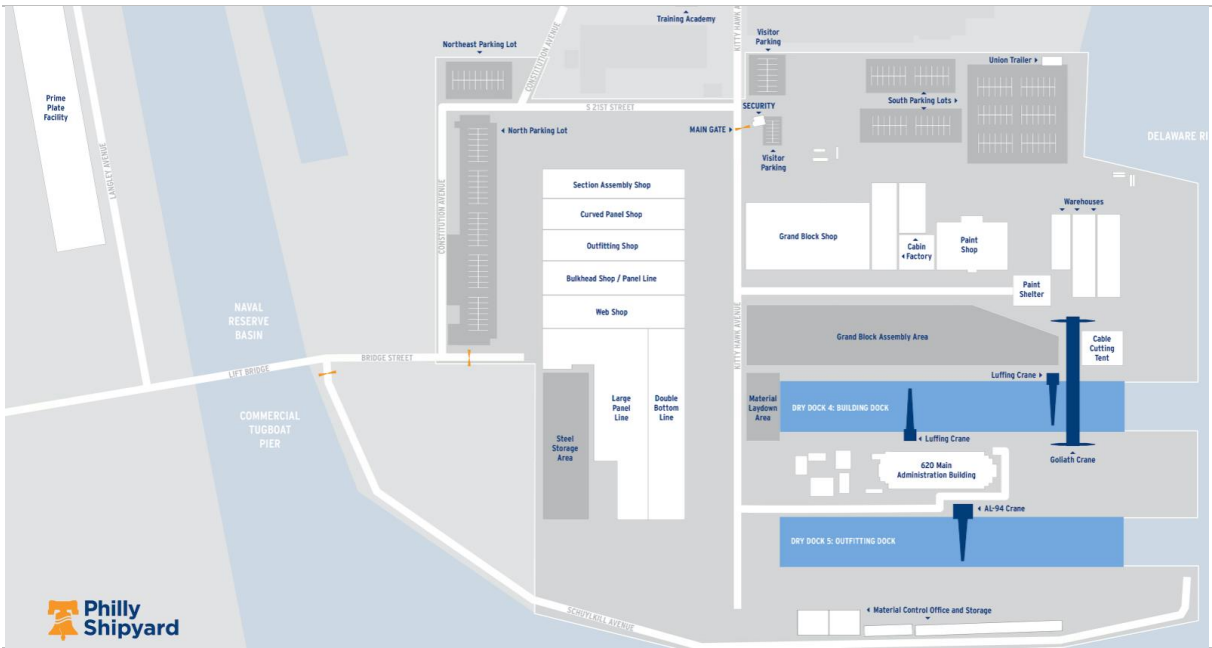 Training Academy
KITTY HAWK A
Visitor
Parking
Northeast Parking Lot
CONSTITUTION AVENUE
Union Trailer
Prime
Plate
Facility
South Parking Lots
S 21ST STREET
SECURITY
MAIN GATE
North Parking Lot
DELAWARE RI
Visitor
Parking
LANGLEY AVENUE
Section Assembly Shop
Curved Panel Shop
Outfitting Shop
Bulkhead Shop / Panel Line
Web Shop
CONSTITUTION AVENUE
Warehouses
Grand Block Shop
Cabin
Factory
Paint
Shop
Paint
Shelter
NAVAL
RESERVE
BASIN
KITTY HAWK AVENUE
Grand Block Assembly Area
Cable
Cutting
Tent
BRIDGE STREET
LIFT BRIDGE
Luffing Crane
Material
Laydown
Area
DRY DOCK 4: BUILDING DOCK
Large
Panel
Line
Double
Bottom
Line
COMMERCIAL
TUGBOAT
PIER
Steel
Storage
Area
Luffing Crane
Goliath Crane
620 Main
Administration Building
AL-94 Crane
DRY DOCK 5: OUTFITTING DOCK
Philly
Shipyard
SCHUYLKILL AVENUE
Material Control Office and Storage